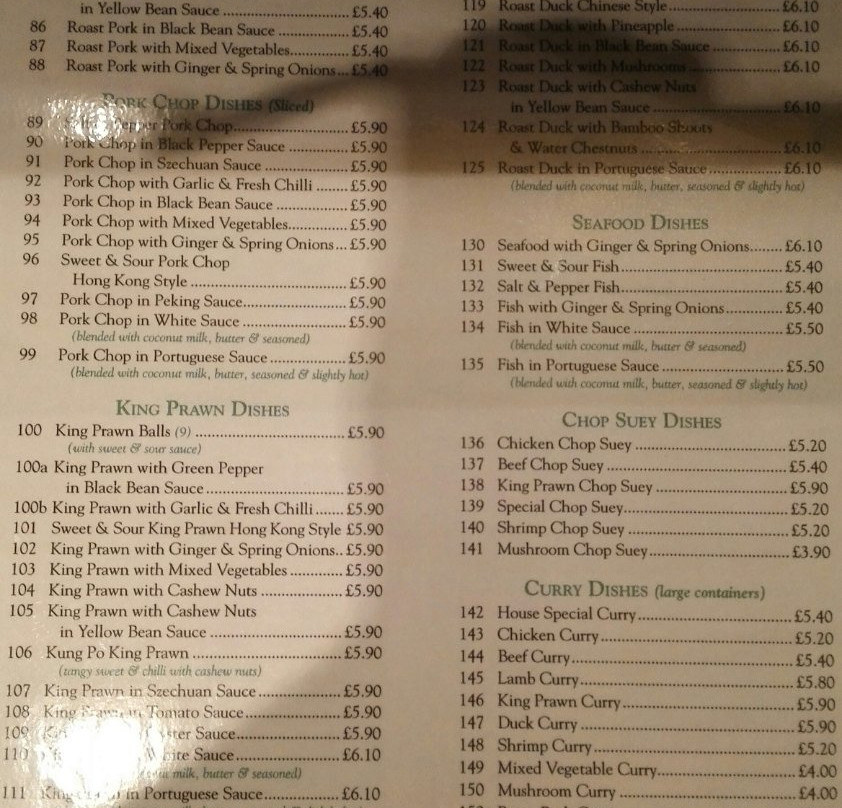 in Yellow Bean Sauce ........ £5.40
86 Roast Pork in Black Bean Sauce ........ £5.40
87 Roast Pork with Mixed Vegetables........ £5.40
88 Roast Pork with Ginger & Spring Onions... £5.40
PORK CHOP DISHES (Sliced)
89 Pepper Pork Chop........ £5.90
90 Pork Chop in Black Pepper Sauce ........ £5.90
91 Pork Chop in Szechuan Sauce ........ £5.90
92 Pork Chop with Garlic & Fresh Chilli ....... £5.90
93 Pork Chop in Black Bean Sauce ........ £5.90
94 Pork Chop with Mixed Vegetables........ £5.90
95 Pork Chop with Ginger & Spring Onions... £5.90
96 Sweet & Sour Pork Chop
Hong Kong Style ........ £5.90
97 Pork Chop in Peking Sauce........ £5.90
98 Pork Chop in White Sauce ........ £5.90
(blended with coconut milk, butter & seasoned)
99 Pork Chop in Portuguese Sauce ........ £5.90
(blended with coconut milk, butter, seasoned & slightly hot)
KING PRAWN DISHES
100 King Prawn Balls (9) ........ £5.90
(with sweet & sour sauce)
100a King Prawn with Green Pepper
in Black Bean Sauce ........ £5.90
100b King Prawn with Garlic & Fresh Chilli ..... £5.90
101 Sweet & Sour King Prawn Hong Kong Style £5.90
102 King Prawn with Ginger & Spring Onions.. £5.90
103 King Prawn with Mixed Vegetables ........ £5.90
104 King Prawn with Cashew Nuts ........ £5.90
105 King Prawn with Cashew Nuts
in Yellow Bean Sauce ........ £5.90
106 Kung Po King Prawn ........ £5.90
(tangy sweet & chilli with cashew nuts)
107 King Prawn in Szechuan Sauce........ £5.90
108 King Prawn in Tomato Sauce........ £5.90
109 Sauce........ £5.90
110 White Sauce ........ £6.10
milk, butter & seasoned)
111 King in Portuguese Sauce........ £6.10
119 Roast Duck Chinese Style........ £6.10
120 Roast Duck with Pineapple ........ £6.10
121 Roast Duck in Black Bean Sauce ........ £6.10
122 Roast Duck with Mushrooms ........ £6.10
123 Roast Duck with Cashew Nuts
in Yellow Bean Sauce ........ £6.10
124 Roast Duck with Bamboo Shoots
& Water Chestnuts ........ £6.10
125 Roast Duck in Portuguese Sauce........ £6.10
(blended with coconut milk, butter, seasoned & slightly hot)
SEAFOOD DISHES
130 Seafood with Ginger & Spring Onions........ £6.10
131 Sweet & Sour Fish........ £5.40
132 Salt & Pepper Fish........ £5.40
133 Fish with Ginger & Spring Onions........ £5.40
134 Fish in White Sauce ........ £5.50
(blended with coconut milk, butter & seasoned)
135 Fish in Portuguese Sauce ........ £5.50
(blended with coconut milk, butter, seasoned & slightly hot)
CHOP SUEY DISHES
136 Chicken Chop Suey ........ £5.20
137 Beef Chop Suey ........ £5.40
138 King Prawn Chop Suey ........ £5.90
139 Special Chop Suey........ £5.20
140 Shrimp Chop Suey ........ £5.20
141 Mushroom Chop Suey........ £3.90
CURRY DISHES (large containers)
142 House Special Curry........ £5.40
143 Chicken Curry........ £5.20
144 Beef Curry........ £5.40
145 Lamb Curry........ £5.80
146 King Prawn Curry........ £5.90
147 Duck Curry ........ £5.90
148 Shrimp Curry........ £5.20
149 Mixed Vegetable Curry........ £4.00
150 Mushroom Curry ........ £4.00